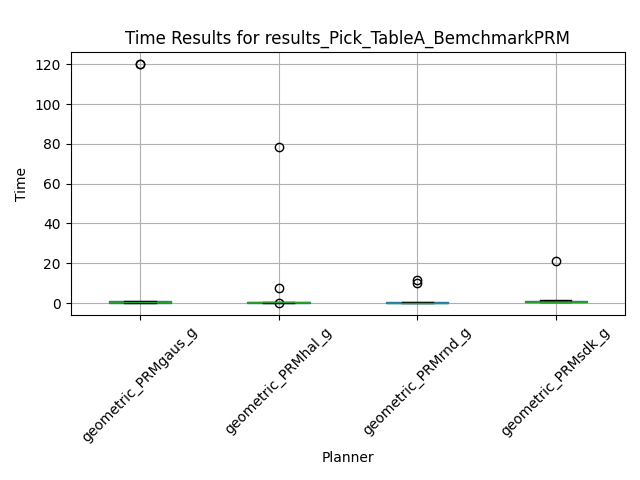 Time Results for results_Pick_TableA_BemchmarkPRM
120
100
80
60
40
20
0
Time
geometric_PRMgaus_g
geometric_PRMhal_g
geometric_PRMrnd_g
geometric_PRMsdk_g
Planner